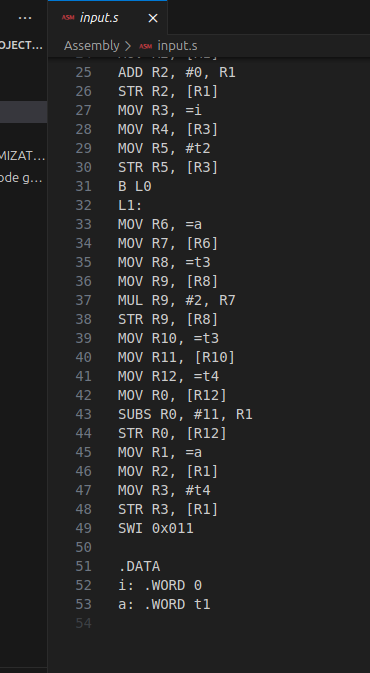 ...
ASM input.s ×
OJECT...
Assembly > ASM input.s
25 ADD R2, #0, R1
26 STR R2, [R1]
MIZAT...
27 MOV R3, =i
28 MOV R4, [R3]
29 MOV R5, #t2
ode g...
30 STR R5, [R3]
31 B L0
32 L1:
33 MOV R6, =a
34 MOV R7, [R6]
35 MOV R8, =t3
36 MOV R9, [R8]
37 MUL R9, #2, R7
38 STR R9, [R8]
39 MOV R10, =t3
40 MOV R11, [R10]
41 MOV R12, =t4
42 MOV R0, [R12]
43 SUBS R0, #11, R1
44 STR R0, [R12]
45 MOV R1, =a
46 MOV R2, [R1]
47 MOV R3, #t4
48 STR R3, [R1]
49 SWI 0x011
50
51 .DATA
52 i: .WORD 0
53 a: .WORD t1
54